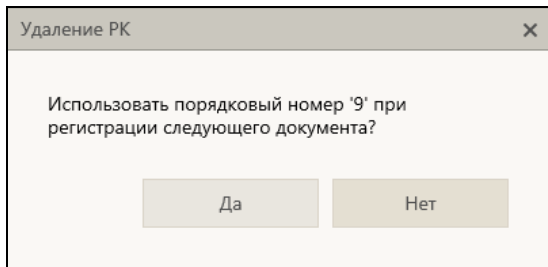 Удаление РК
Использовать порядковый номер '9' при
регистрации следующего документа?
Да
Нет